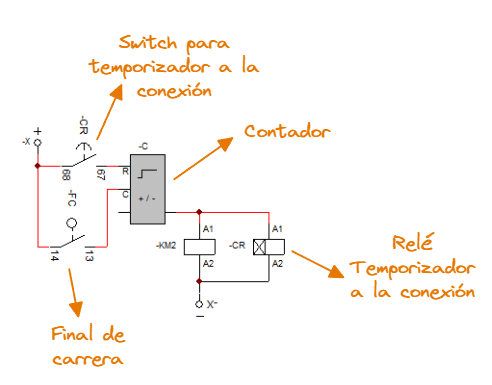 Switch para
temporizador a la
conexión
-CR
+
-X
-C
Contador
68
67
R
-FC
C
+ / -
A1
A1
-KM2
-CR
Relé
Temporizador
a la conexión
14
13
A2
A2
X-
−
Final de
carrera